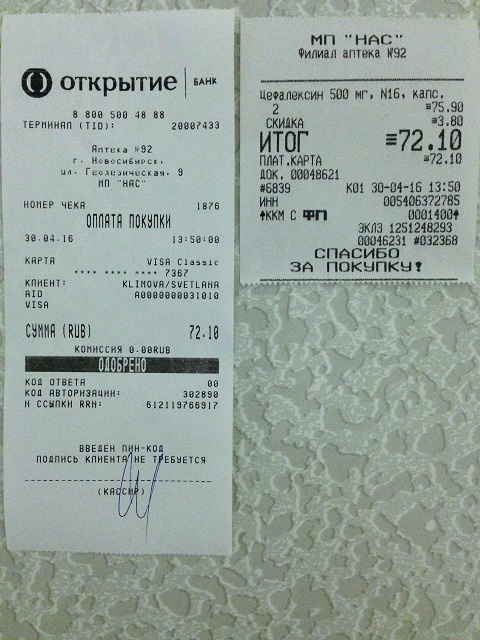 ОТКРЫТИЕ БАНК
8 800 500 48 88
ТЕРМИНАЛ (TID): 20007433
Аптека №92
г. Новосибирск,
ул. Геодезическая, 9
МП "НАС"
НОМЕР ЧЕКА 1876
ОПЛАТА ПОКУПКИ
30.04.16 13:50:00
КАРТА VISA Classic
**** **** **** 7367
КЛИЕНТ: KLIMOVA/SVETLANA
AID A0000000031010
VISA
СУММА (RUB) 72.10
КОМИССИЯ 0.00RUB
ОДОБРЕНО
КОД ОТВЕТА 00
КОД АВТОРИЗАЦИИ: 302890
N ССЫЛКИ RRN: 612119766917
ВВЕДЕН ПИН-КОД
ПОДПИСЬ КЛИЕНТА НЕ ТРЕБУЕТСЯ
(КАССИР)
МП "НАС"
Филиал аптека №92
Цефалексин 500 мг, N16, капс.
2 ≡75.90
СКИДКА ≡3.80
ИТОГ ≡72.10
ПЛАТ.КАРТА ≡72.10
ДОК. 00048621
#6839 К01 30-04-16 13:50
ИНН 005406372785
ККМ С ФП 0001400
ЭКЛЗ 1251248293
00046231 #032368
СПАСИБО
ЗА ПОКУПКУ!